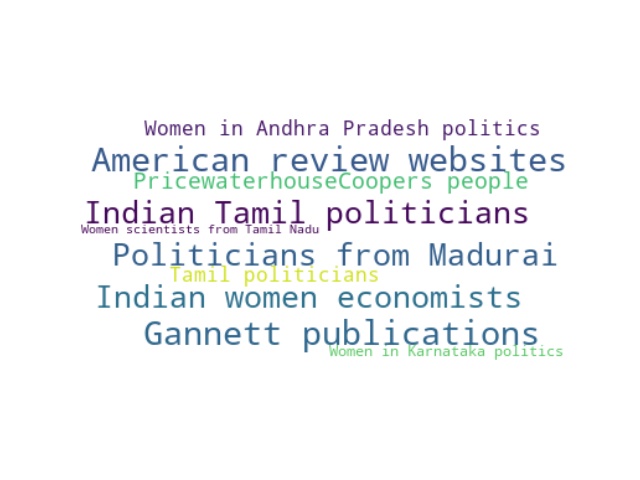 Women in Andhra Pradesh politics
American review websites
PricewaterhouseCoopers people
Indian Tamil politicians
Women scientists from Tamil Nadu
Politicians from Madurai
Tamil politicians
Indian women economists
Gannett publications
Women in Karnataka politics